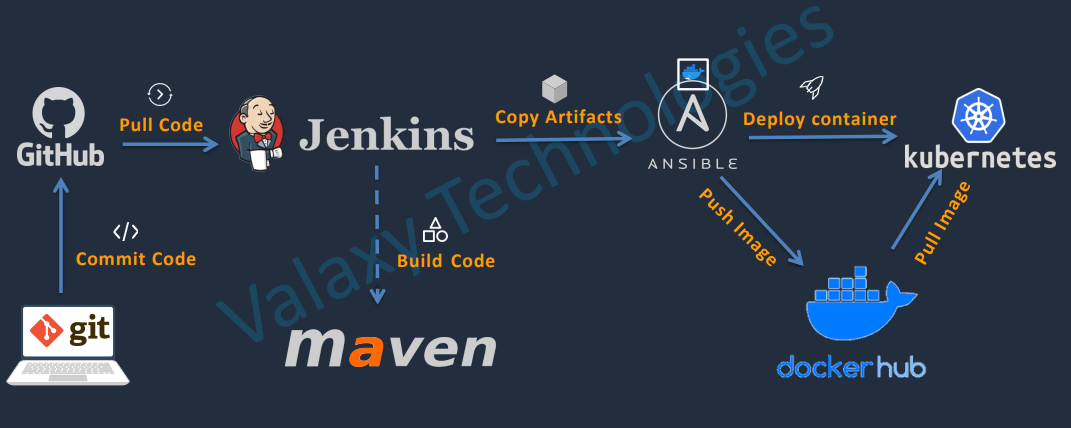 GitHub
Pull Code
Jenkins
Copy Artifacts
ANSIBLE
Deploy container
kubernetes
Commit Code
Build Code
Push Image
Pull Image
git
maven
docker hub
Valaxy Technologies